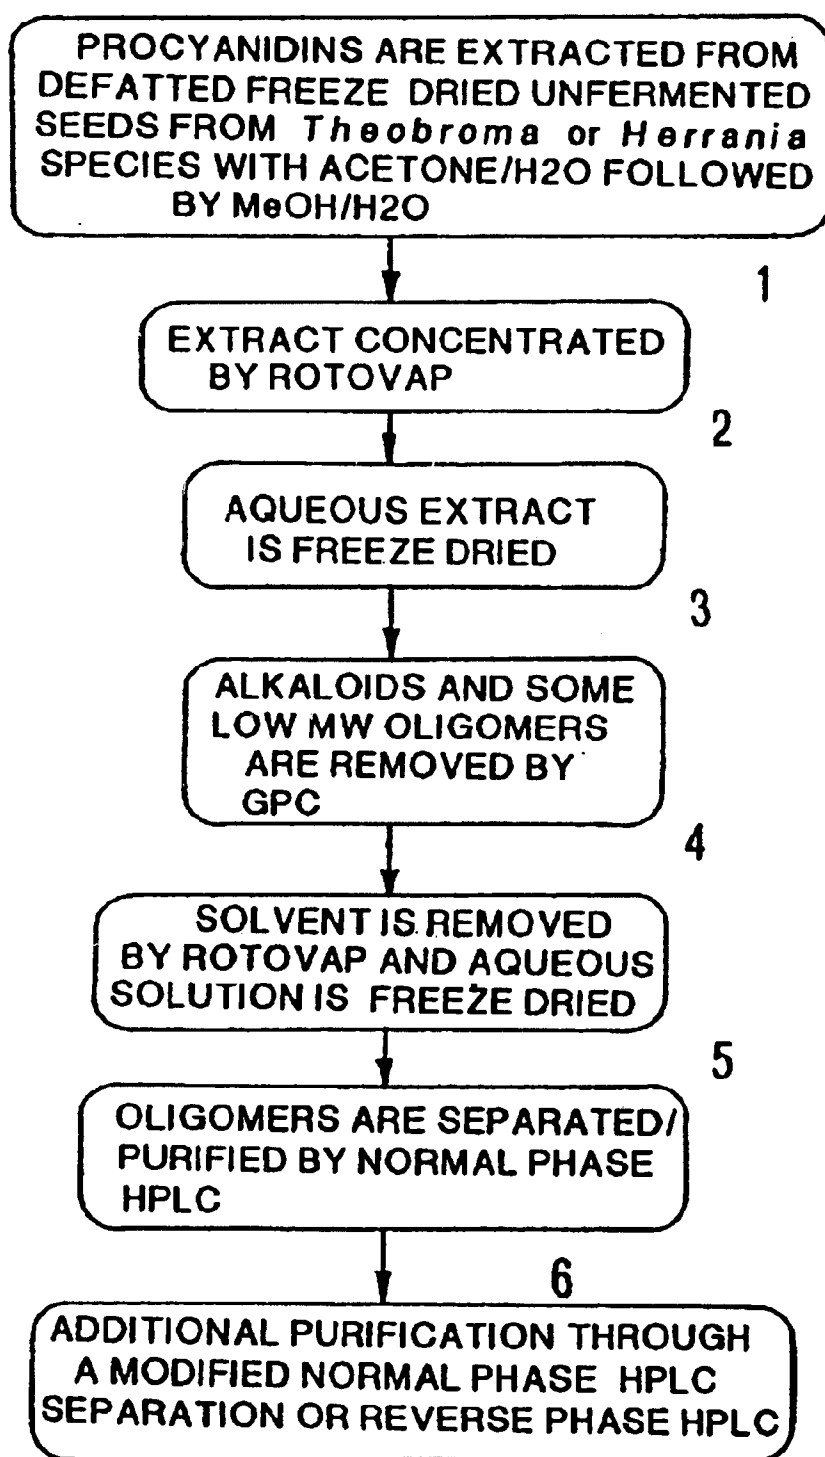 PROCYANIDINS ARE EXTRACTED FROM
DEFATTED FREEZE DRIED UNFERMENTED
SEEDS FROM Theobroma or Herrania
SPECIES WITH ACETONE/H2O FOLLOWED
BY MeOH/H2O
1
EXTRACT CONCENTRATED
BY ROTOVAP
2
AQUEOUS EXTRACT
IS FREEZE DRIED
3
ALKALOIDS AND SOME
LOW MW OLIGOMERS
ARE REMOVED BY
GPC
4
SOLVENT IS REMOVED
BY ROTOVAP AND AQUEOUS
SOLUTION IS FREEZE DRIED
5
OLIGOMERS ARE SEPARATED/
PURIFIED BY NORMAL PHASE
HPLC
6
ADDITIONAL PURIFICATION THROUGH
A MODIFIED NORMAL PHASE HPLC
SEPARATION OR REVERSE PHASE HPLC